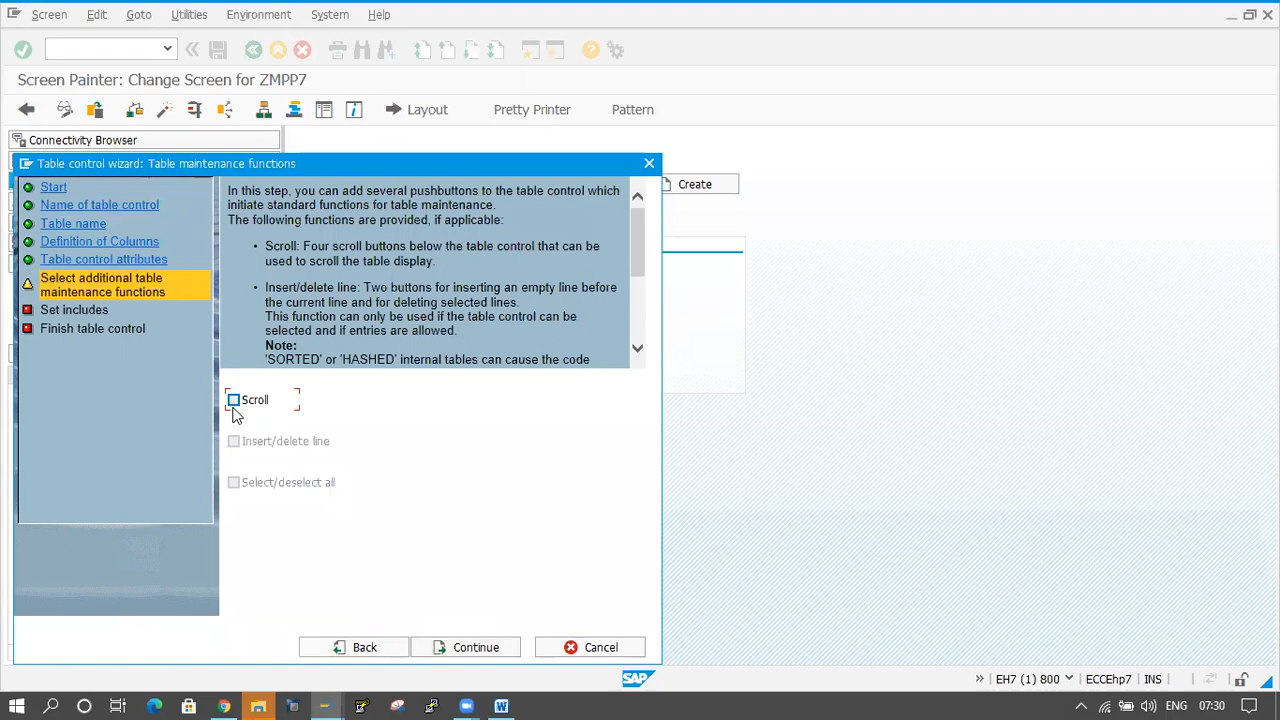 Screen Edit Goto Utilities Environment System Help
Screen Painter: Change Screen for ZMPP7
Layout Pretty Printer Pattern
Connectivity Browser
Create
Table control wizard: Table maintenance functions
Start
Name of table control
Table name
Definition of Columns
Table control attributes
Select additional table
maintenance functions
Set includes
Finish table control
In this step, you can add several pushbuttons to the table control which
initiate standard functions for table maintenance.
The following functions are provided, if applicable:
• Scroll: Four scroll buttons below the table control that can be
used to scroll the table display.
• Insert/delete line: Two buttons for inserting an empty line before
the current line and for deleting selected lines.
This function can only be used if the table control can be
selected and if entries are allowed.
Note:
'SORTED' or 'HASHED' internal tables can cause the code
Scroll
Insert/delete line
Select/deselect all
Back Continue Cancel
SAP
EH7 (1) 800 ECCEhp7 INS
ENG 07:30